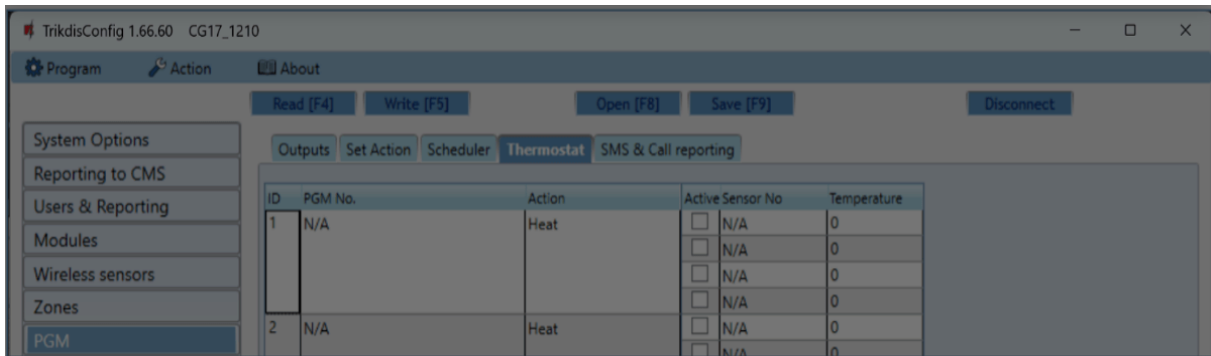 TrikdisConfig 1.66.60 CG17_1210
Program Action About
Read [F4] Write [F5] Open [F8] Save [F9] Disconnect
System Options
Reporting to CMS
Users & Reporting
Modules
Wireless sensors
Zones
PGM
Outputs Set Action Scheduler Thermostat SMS & Call reporting
ID PGM No. Action Active Sensor No Temperature
1 N/A Heat N/A 0
N/A 0
N/A 0
N/A 0
2 N/A Heat N/A 0
N/A 0